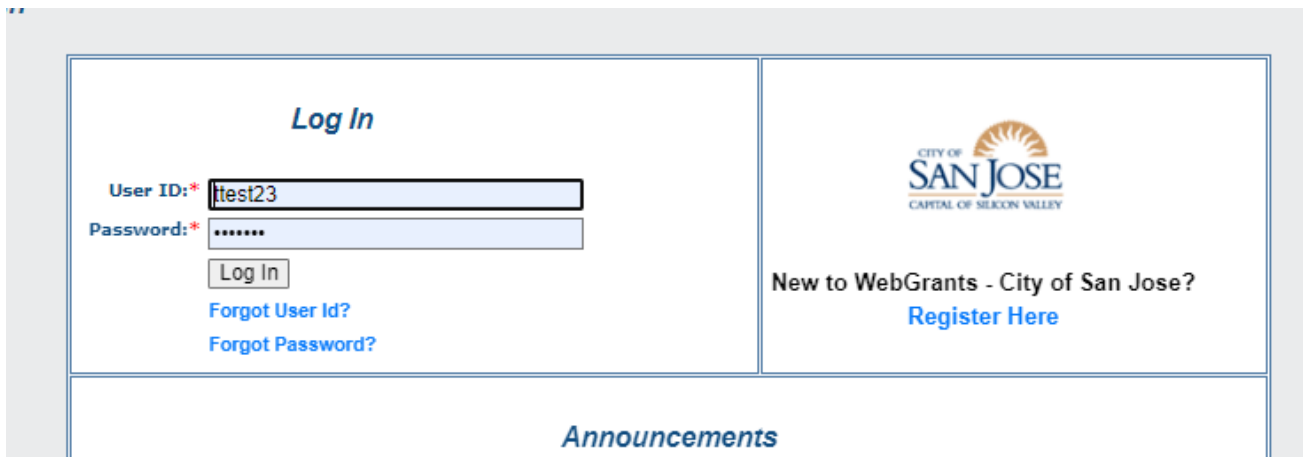 Log In
User ID:* ttest23
Password:* •••••••
Log In
Forgot User Id?
Forgot Password?
CITY OF
SAN JOSE
CAPITAL OF SILICON VALLEY
New to WebGrants - City of San Jose?
Register Here
Announcements